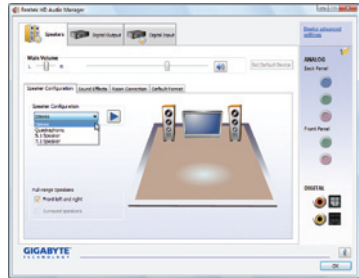 Realtek HD Audio Manager
Speakers
Digital Output
Digital Input
Device advanced settings
Main Volume
L
R
Set Default Device
ANALOG
Back Panel
Speaker Configuration
Sound Effects
Room Correction
Default Format
Speaker Configuration
Stereo
Stereo
Quadraphonic
5.1 Speaker
7.1 Speaker
Front Panel
Full-range Speakers
Front left and right
Surround speakers
DIGITAL
GIGABYTE
TECHNOLOGY
OK